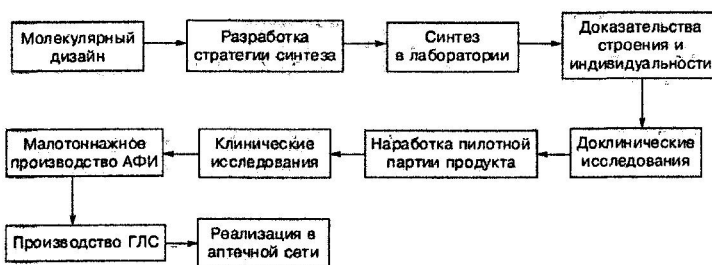 Молекулярный
дизайн
Разработка
стратегии синтеза
Синтез
в лаборатории
Доказательства
строения и
индивидуальности
Доклинические
исследования
Наработка пилотной
партии продукта
Клинические
исследования
Малотоннажное
производство АФИ
Производство ГЛС
Реализация в
аптечной сети